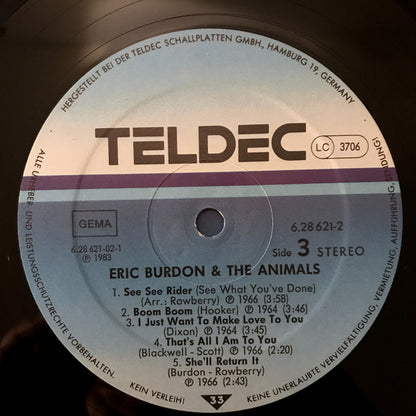 HERGESTELLT BEI DER TELDEC SCHALLPLATTEN GMBH., HAMBURG 19, GERMANY
TELDEC
LC 3706
GEMA
6.28 621-02-1
Ⓟ 1983
6.28 621-2
Side 3 STEREO
ERIC BURDON & THE ANIMALS
1. See See Rider (See What You've Done)
(Arr.: Rowberry) Ⓟ 1966 (3:58)
2. Boom Boom (Hooker) Ⓟ 1964 (3:46)
3. I Just Want To Make Love To You
(Dixon) Ⓟ 1964 (3:45)
4. That's All I Am To You
(Blackwell - Scott) Ⓟ 1966 (2:20)
5. She'll Return It
(Burdon - Rowberry)
Ⓟ 1966 (2:43)
33
ALLE URHEBER- UND LEISTUNGSSCHUTZRECHTE VORBEHALTEN. KEIN VERLEIH! KEINE UNERLAUBTE VERVIELFÄLTIGUNG, VERMIETUNG, AUFFÜHRUNG, SENDUNG!